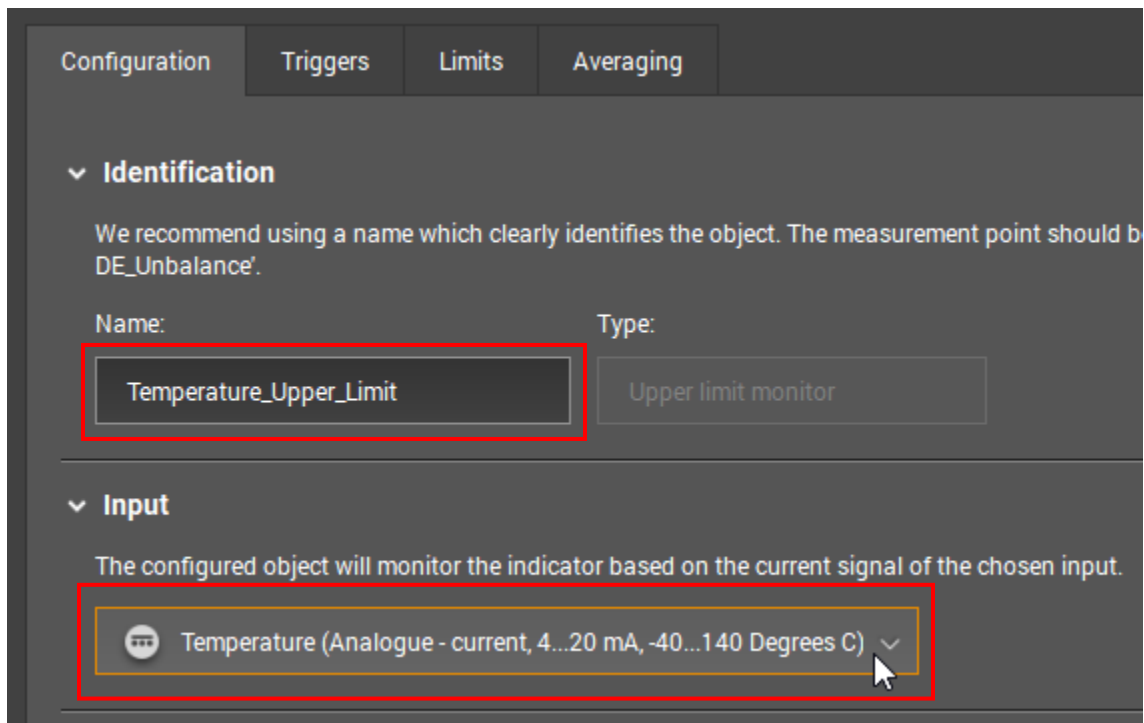 Configuration Triggers Limits Averaging
Identification
We recommend using a name which clearly identifies the object. The measurement point should b
DE_Unbalance'.
Name: Type:
Temperature_Upper_Limit Upper limit monitor
Input
The configured object will monitor the indicator based on the current signal of the chosen input.
Temperature (Analogue - current, 4...20 mA, -40...140 Degrees C)